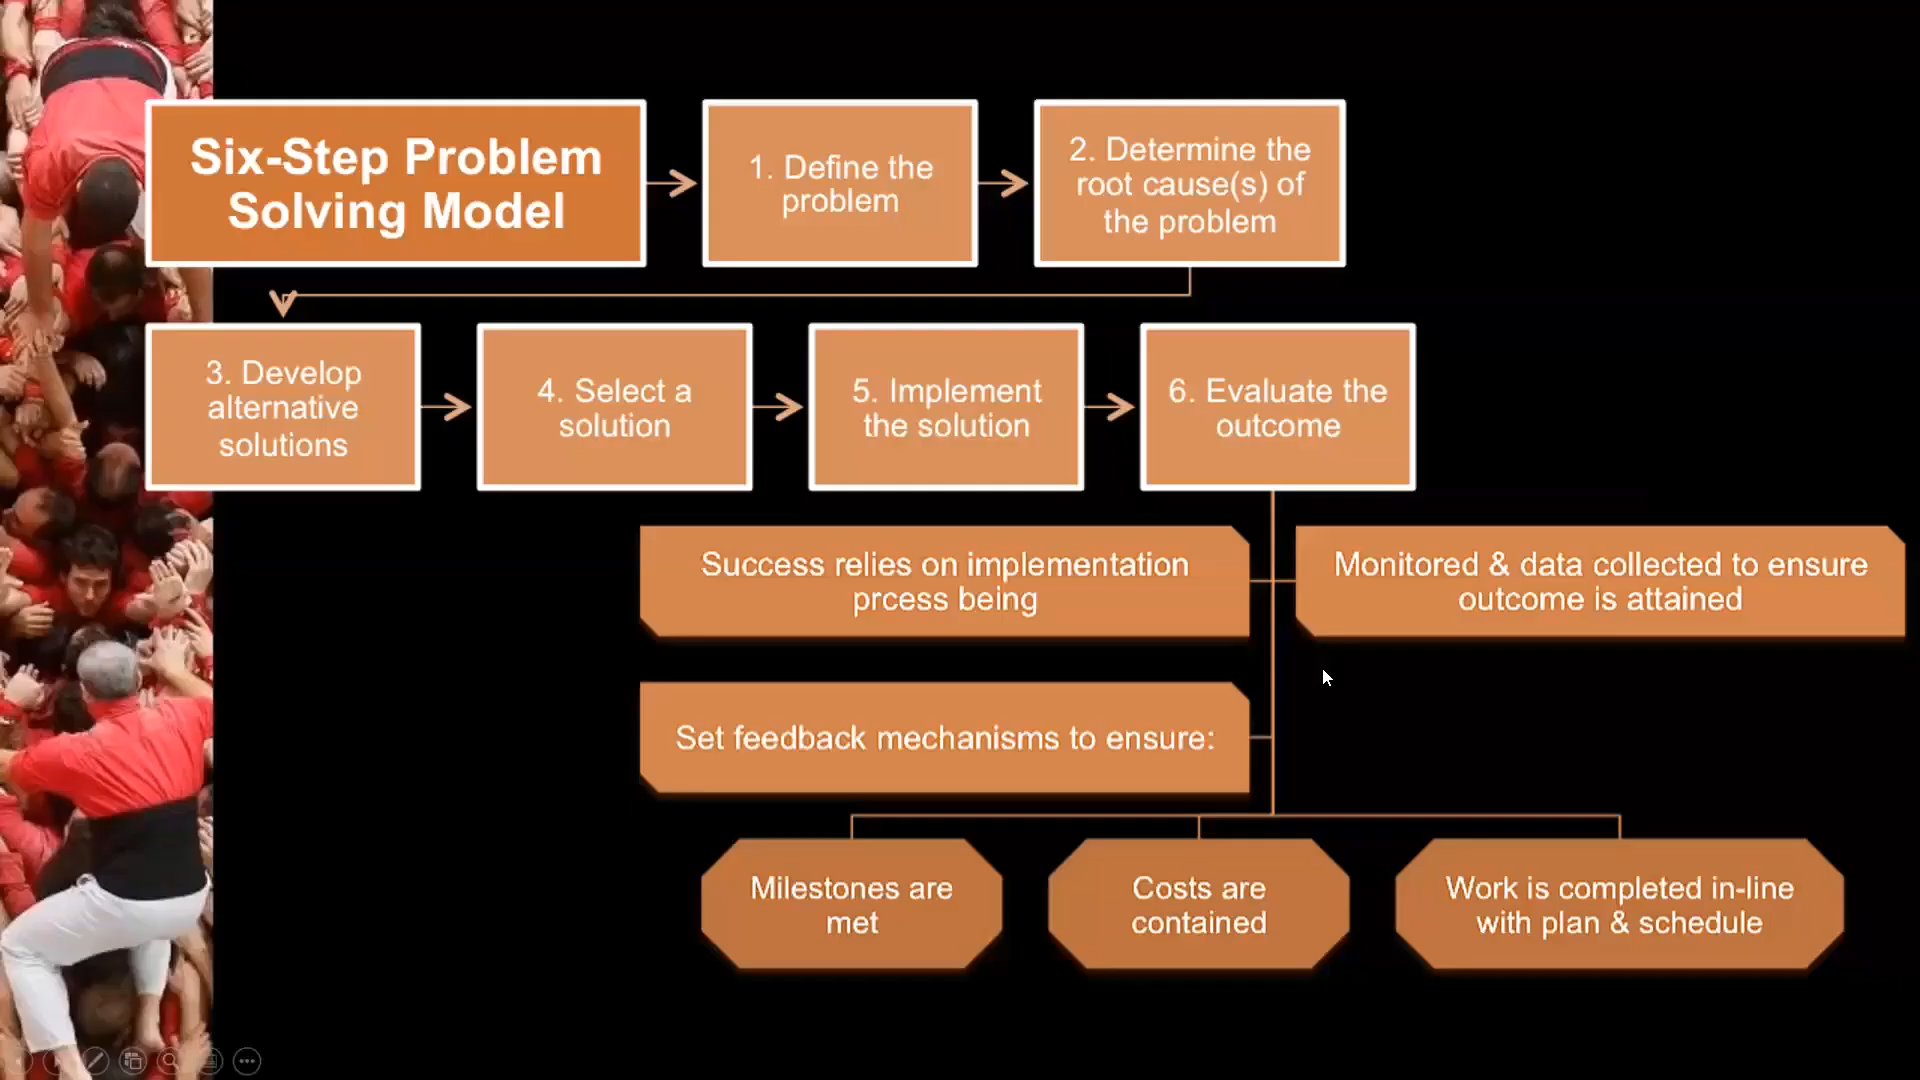 Six-Step Problem
Solving Model
1. Define the
problem
2. Determine the
root cause(s) of
the problem
3. Develop
alternative
solutions
4. Select a
solution
5. Implement
the solution
6. Evaluate the
outcome
Success relies on implementation
prcess being
Monitored & data collected to ensure
outcome is attained
Set feedback mechanisms to ensure:
Milestones are
met
Costs are
contained
Work is completed in-line
with plan & schedule